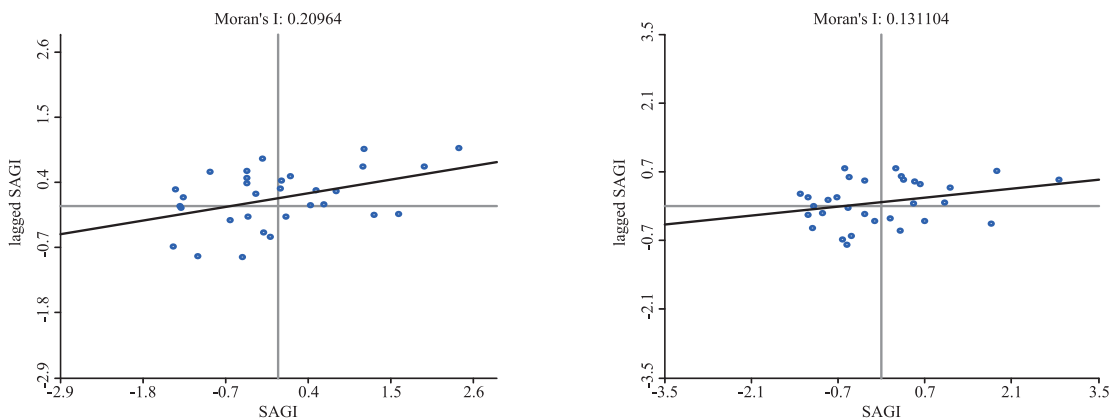 Moran's I: 0.20964
2.6
1.5
0.4
-0.7
-1.8
-2.9
lagged SAGI
-2.9 -1.8 -0.7 0.4 1.5 2.6
SAGI
Moran's I: 0.131104
3.5
2.1
0.7
-0.7
-2.1
-3.5
lagged SAGI
-3.5 -2.1 -0.7 0.7 2.1 3.5
SAGI